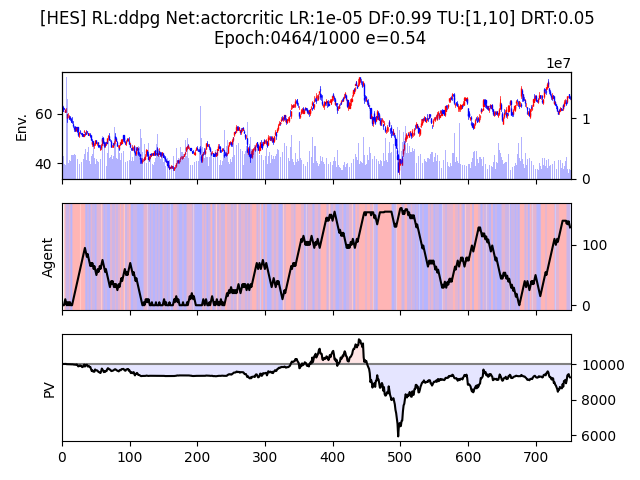 [HES] RL:ddpg Net:actorcritic LR:1e-05 DF:0.99 TU:[1,10] DRT:0.05
Epoch:0464/1000 e=0.54
1e7
Env.
60
40
1
0
Agent
100
0
PV
10000
8000
6000
0 100 200 300 400 500 600 700